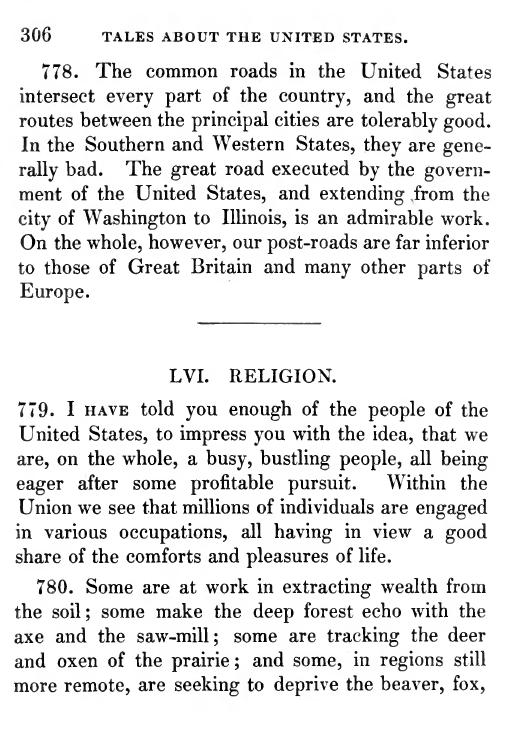 306 TALES ABOUT THE UNITED STATES.
778. The common roads in the United States
intersect every part of the country, and the great
routes between the principal cities are tolerably good.
In the Southern and Western States, they are gene-
rally bad. The great road executed by the govern-
ment of the United States, and extending from the
city of Washington to Illinois, is an admirable work.
On the whole, however, our post-roads are far inferior
to those of Great Britain and many other parts of
Europe.
LVI. RELIGION.
779. I HAVE told you enough of the people of the
United States, to impress you with the idea, that we
are, on the whole, a busy, bustling people, all being
eager after some profitable pursuit. Within the
Union we see that millions of individuals are engaged
in various occupations, all having in view a good
share of the comforts and pleasures of life.
780. Some are at work in extracting wealth from
the soil; some make the deep forest echo with the
axe and the saw-mill; some are tracking the deer
and oxen of the prairie; and some, in regions still
more remote, are seeking to deprive the beaver, fox,